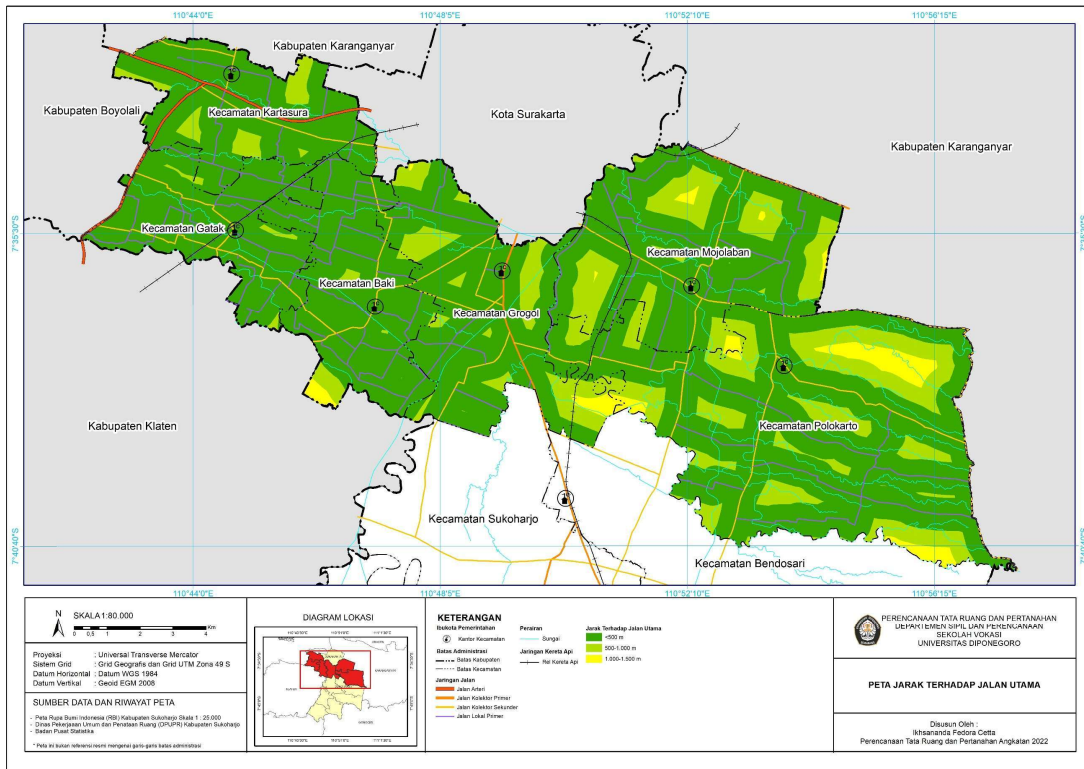 110°44'0"E
110°48'5"E
110°52'10"E
110°56'15"E
Kabupaten Karanganyar
Kabupaten Boyolali
Kecamatan Kartasura
Kota Surakarta
Kabupaten Karanganyar
Kecamatan Gatak
7°35'30"S
7°35'30"S
Kecamatan Mojolaban
Kecamatan Baki
Kecamatan Grogol
Kabupaten Klaten
Kecamatan Polokarto
Kecamatan Sukoharjo
7°40'40"S
Kecamatan Bendosari
110°44'0"E
110°48'5"E
110°52'10"E
110°56'15"E
N
SKALA 1:80.000
0 0,5 1 2 3 4
Km
Proyeksi : Universal Transverse Mercator
Sistem Grid : Grid Geografis dan Grid UTM Zona 49 S
Datum Horizontal : Datum WGS 1984
Datum Vertikal : Geoid EGM 2008
SUMBER DATA DAN RIWAYAT PETA
- Peta Rupa Bumi Indonesia (RBI) Kabupaten Sukoharjo Skala 1 : 25.000
- Dinas Pekerjaan Umum dan Penataan Ruang (DPUPR) Kabupaten Sukoharjo
- Badan Pusat Statistika
* Peta ini bukan referensi resmi mengenai garis-garis batas administrasi
DIAGRAM LOKASI
KETERANGAN
Ibukota Pemerintahan
Kantor Kecamatan
Batas Administrasi
Batas Kabupaten
Batas Kecamatan
Jaringan Jalan
Jalan Arteri
Jalan Kolektor Primer
Jalan Kolektor Sekunder
Jalan Lokal Primer
Perairan
Sungai
Jaringan Kereta Api
Rel Kereta Api
Jarak Terhadap Jalan Utama
<500 m
500-1.000 m
1.000-1.500 m
PERENCANAAN TATA RUANG DAN PERTANAHAN
DEPARTEMEN SIPIL DAN PERENCANAAN
SEKOLAH VOKASI
UNIVERSITAS DIPONEGORO
PETA JARAK TERHADAP JALAN UTAMA
Disusun Oleh :
Ikhsananda Fedora Cetta
Perencanaan Tata Ruang dan Pertanahan Angkatan 2022